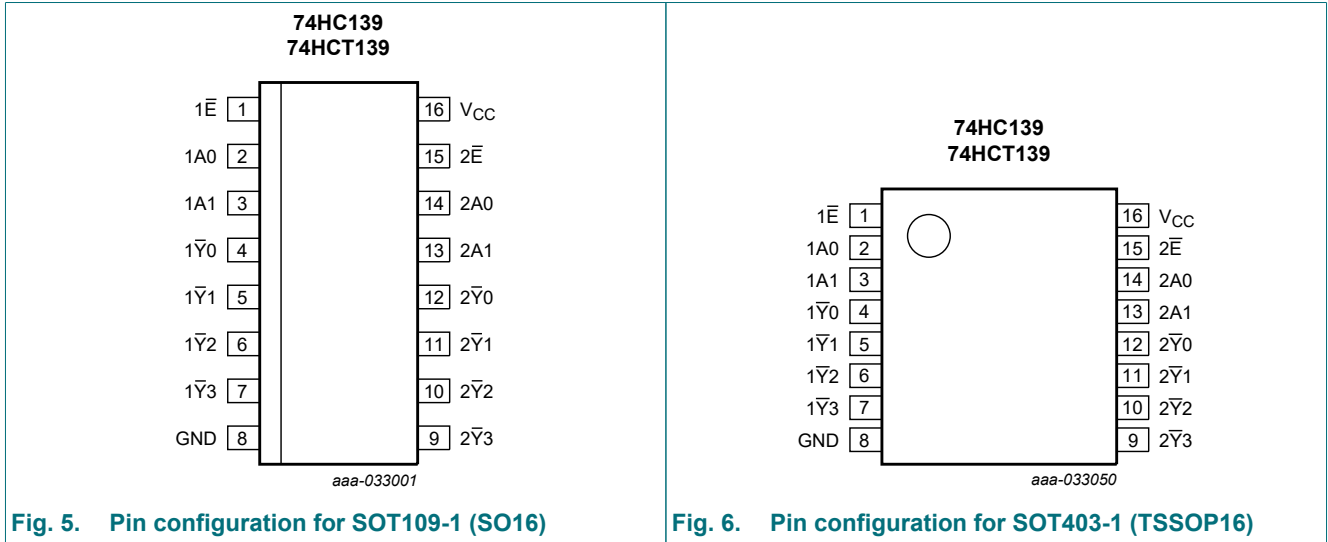 74HC139
74HCT139
1E̅ 1
1A0 2
1A1 3
1Y̅0 4
1Y̅1 5
1Y̅2 6
1Y̅3 7
GND 8
16 VCC
15 2E̅
14 2A0
13 2A1
12 2Y̅0
11 2Y̅1
10 2Y̅2
9 2Y̅3
aaa-033001
Fig. 5. Pin configuration for SOT109-1 (SO16)
74HC139
74HCT139
1E̅ 1
1A0 2
1A1 3
1Y̅0 4
1Y̅1 5
1Y̅2 6
1Y̅3 7
GND 8
16 VCC
15 2E̅
14 2A0
13 2A1
12 2Y̅0
11 2Y̅1
10 2Y̅2
9 2Y̅3
aaa-033050
Fig. 6. Pin configuration for SOT403-1 (TSSOP16)